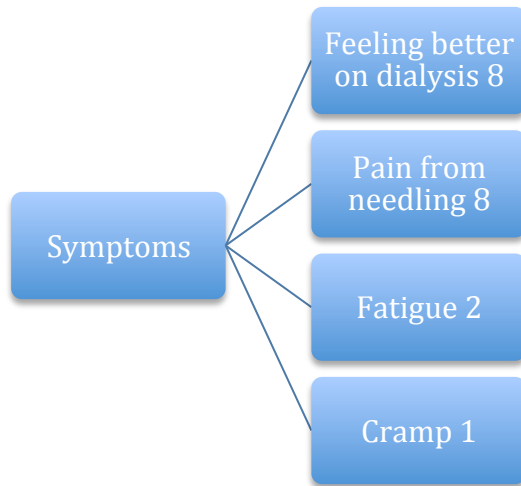 Feeling better
on dialysis 8
Pain from
needling 8
Symptoms
Fatigue 2
Cramp 1